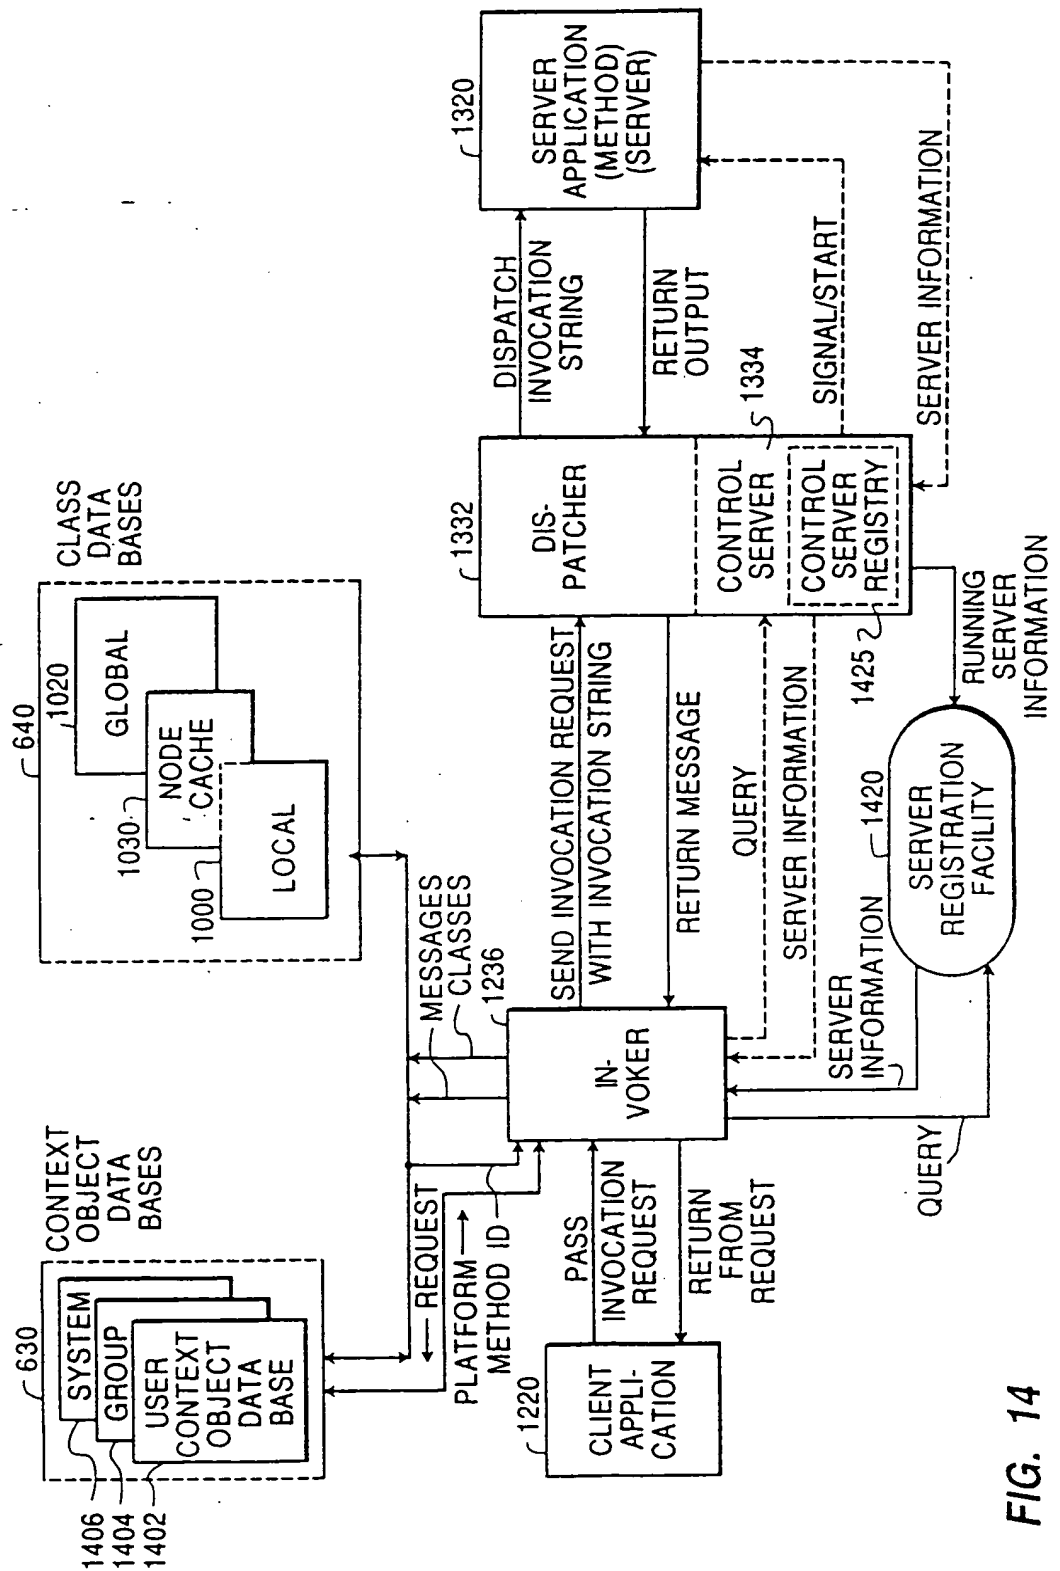 630
CONTEXT
OBJECT
DATA
BASES
1406
1404
1402
SYSTEM
GROUP
USER
CONTEXT
OBJECT
DATA
BASE
640
CLASS
DATA
BASES
1020
GLOBAL
1030
NODE
CACHE
1000
LOCAL
REQUEST
PLATFORM
METHOD ID
MESSAGES
CLASSES
1220
CLIENT
APPLI-
CATION
PASS
INVOCATION
REQUEST
RETURN
FROM
REQUEST
1236
IN-
VOKER
SEND INVOCATION REQUEST
WITH INVOCATION STRING
RETURN MESSAGE
QUERY
SERVER INFORMATION
1332
DIS-
PATCHER
CONTROL
SERVER
1334
CONTROL
SERVER
REGISTRY
1425
DISPATCH
INVOCATION
STRING
RETURN
OUTPUT
SIGNAL/START
SERVER INFORMATION
1320
SERVER
APPLICATION
(METHOD)
(SERVER)
QUERY
SERVER
INFORMATION
1420
SERVER
REGISTRATION
FACILITY
RUNNING
SERVER
INFORMATION
FIG. 14